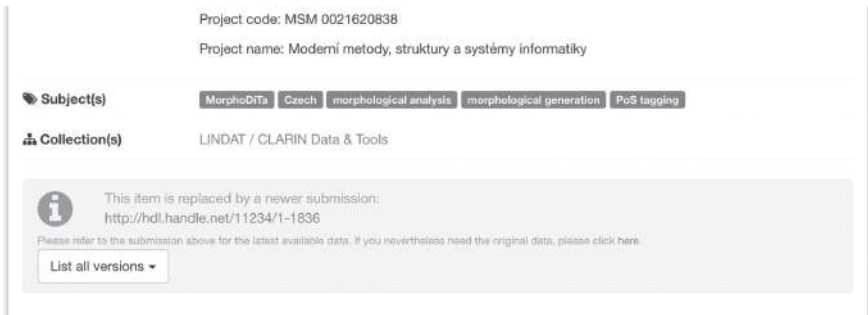 Project code: MSM 0021620838
Project name: Moderní metody, struktury a systémy informatiky
Subject(s) MorphoDiTa Czech morphological analysis morphological generation PoS tagging
Collection(s) LINDAT / CLARIN Data & Tools
This item is replaced by a newer submission:
http://hdl.handle.net/11234/1-1836
Please refer to the submission above for the latest available data. If you nevertheless need the original data, please click here.
List all versions